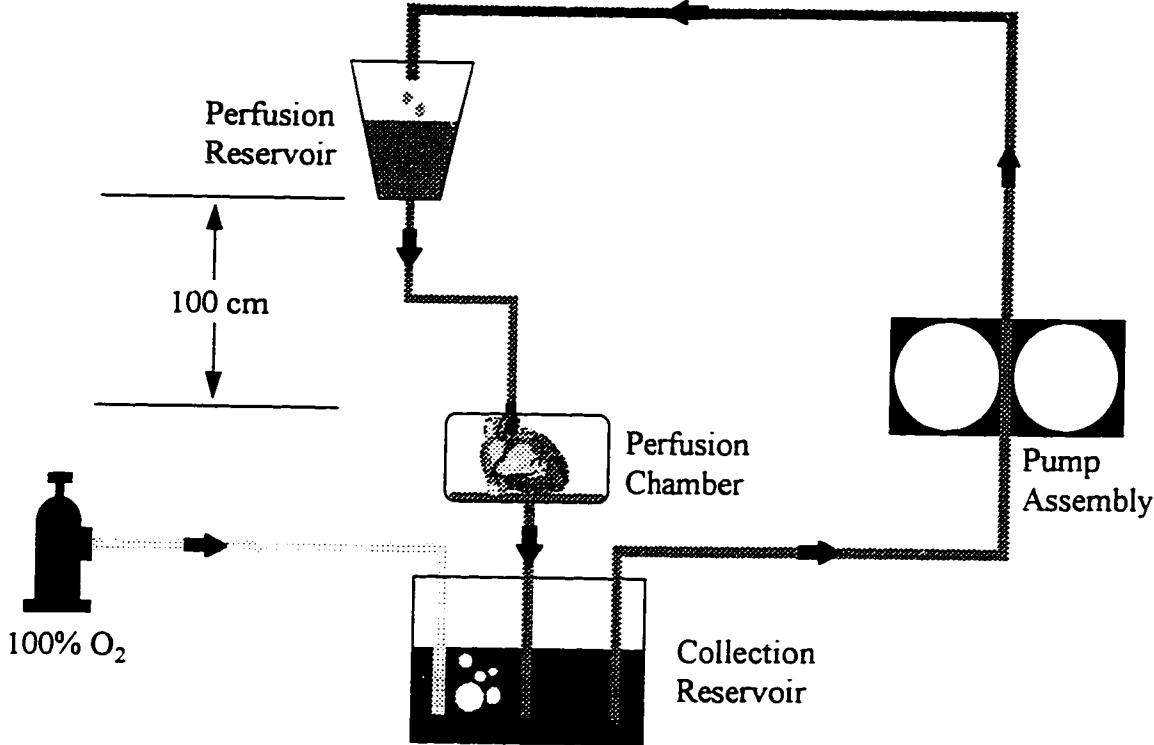 Perfusion
Reservoir
100 cm
Perfusion
Chamber
Pump
Assembly
100% O₂
Collection
Reservoir